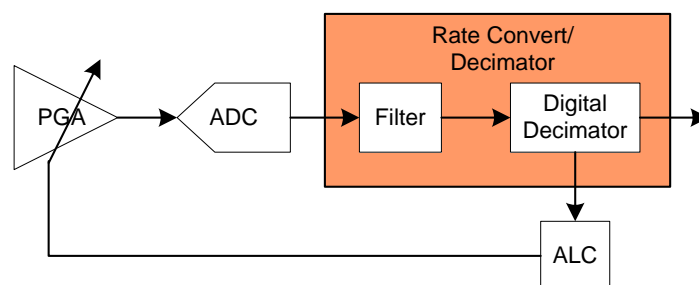 Rate Convert/
Decimator
PGA
ADC
Filter
Digital
Decimator
ALC